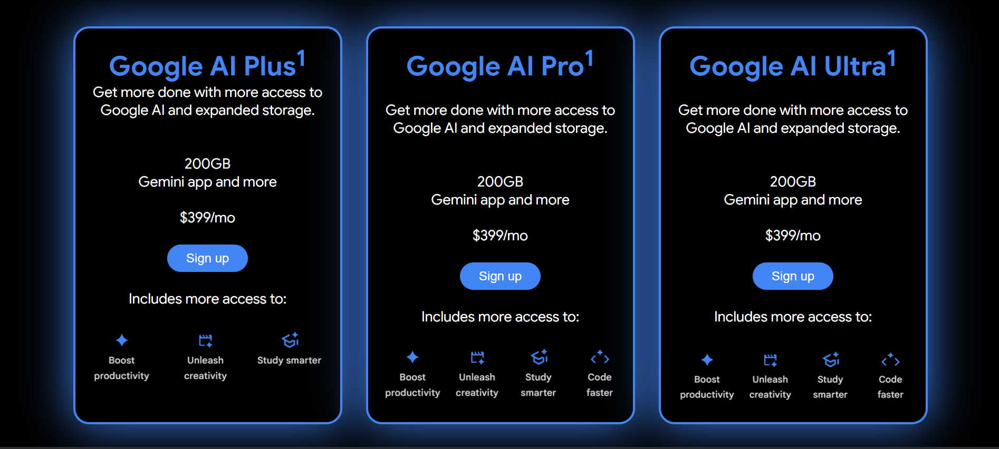 Google AI Plus1
Get more done with more access to
Google AI and expanded storage.
200GB
Gemini app and more
$399/mo
Sign up
Includes more access to:
Boost
productivity
Unleash
creativity
Study smarter
Google AI Pro1
Get more done with more access to
Google AI and expanded storage.
200GB
Gemini app and more
$399/mo
Sign up
Includes more access to:
Boost
productivity
Unleash
creativity
Study
smarter
Code
faster
Google AI Ultra1
Get more done with more access to
Google AI and expanded storage.
200GB
Gemini app and more
$399/mo
Sign up
Includes more access to:
Boost
productivity
Unleash
creativity
Study
smarter
Code
faster